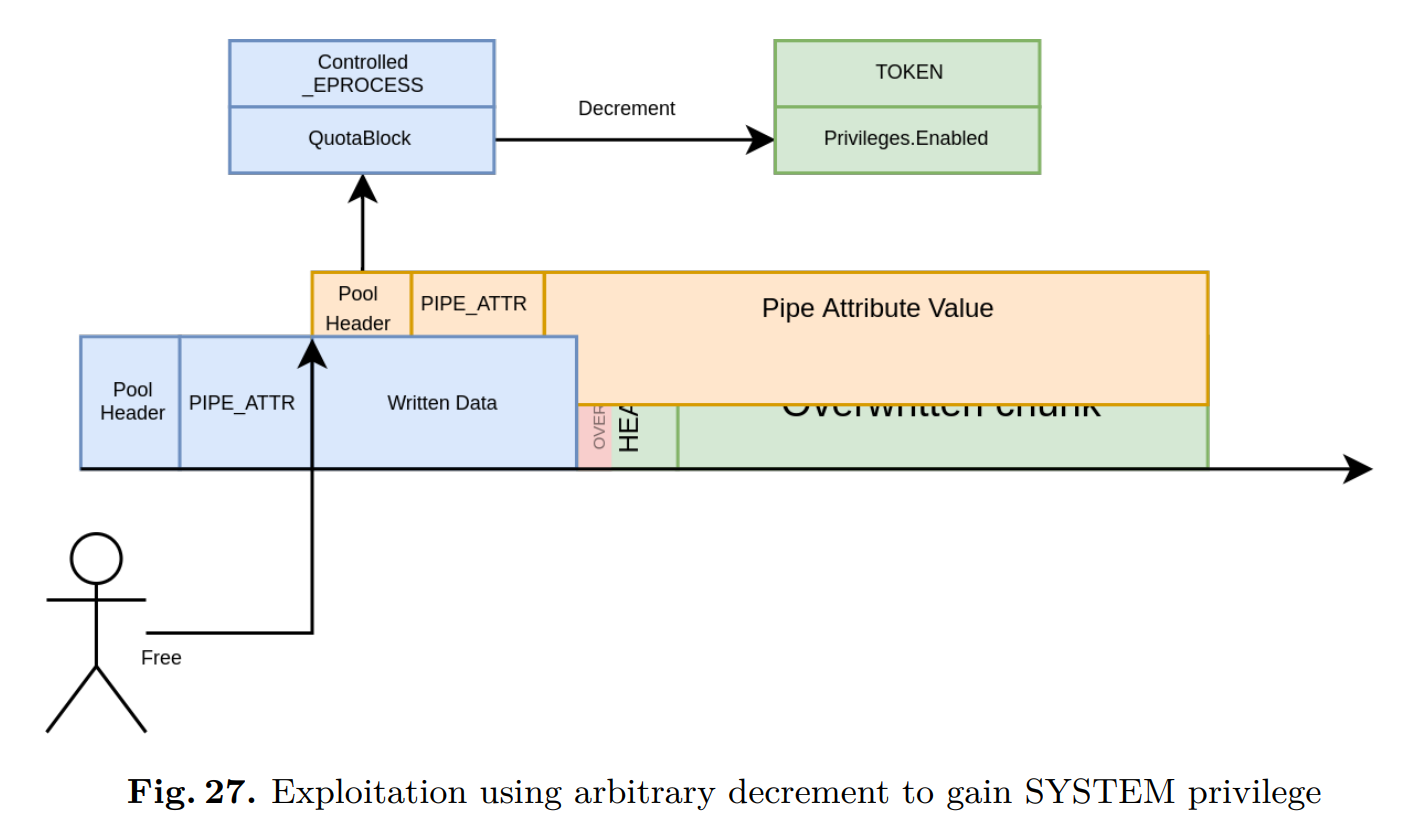 Controlled
_EPROCESS
QuotaBlock
Decrement
TOKEN
Privileges.Enabled
Pool
Header
PIPE_ATTR
Pipe Attribute Value
Pool
Header
PIPE_ATTR
Written Data
OVER
HEA
Overwritten chunk
Free
Fig. 27. Exploitation using arbitrary decrement to gain SYSTEM privilege